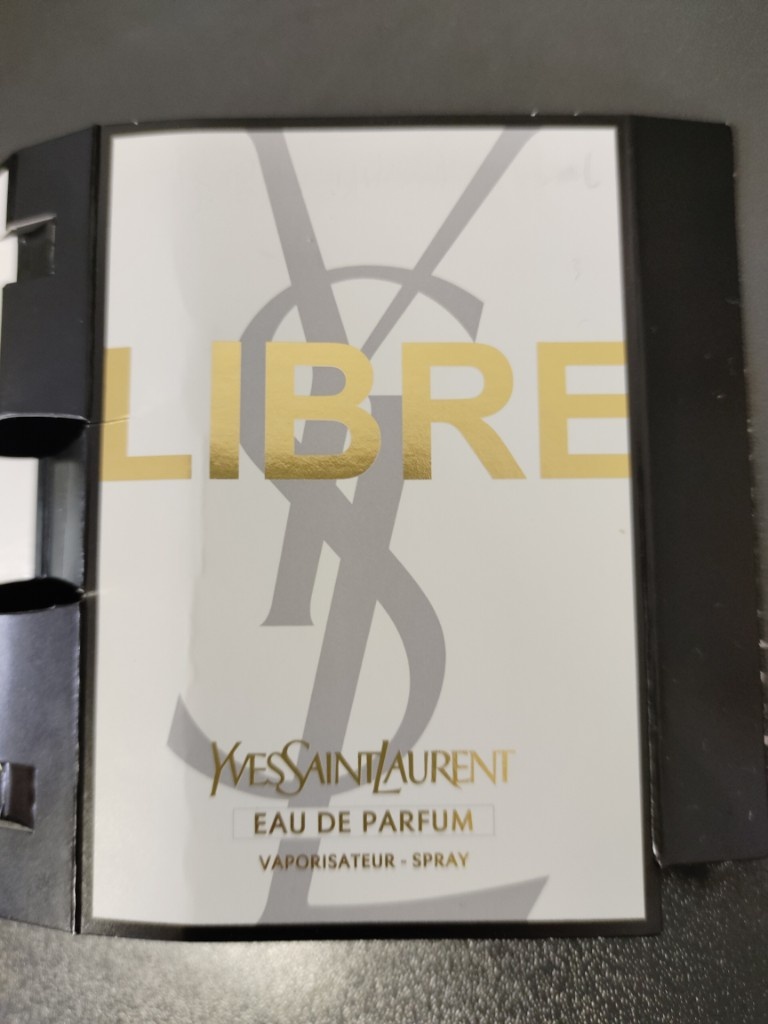 LIBRE
YVESSAINTLAURENT
EAU DE PARFUM
VAPORISATEUR - SPRAY